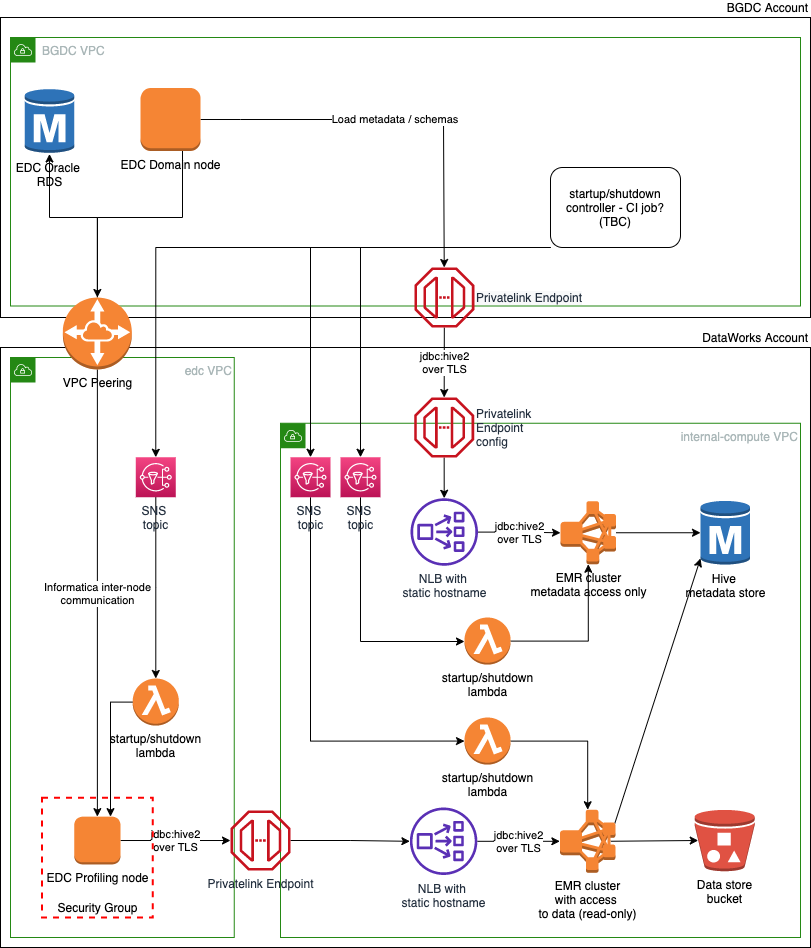 BGDC Account
BGDC VPC
EDC Oracle
RDS
EDC Domain node
Load metadata / schemas
startup/shutdown
controller - CI job?
(TBC)
Privatelink Endpoint
DataWorks Account
jdbc:hive2
over TLS
VPC Peering
edc VPC
Privatelink
Endpoint
config
internal-compute VPC
SNS
topic
SNS
topic
SNS
topic
jdbc:hive2
over TLS
NLB with
static hostname
EMR cluster
metadata access only
Hive
metadata store
Informatica inter-node
communication
startup/shutdown
lambda
startup/shutdown
lambda
startup/shutdown
lambda
jdbc:hive2
over TLS
jdbc:hive2
over TLS
EDC Profiling node
Security Group
Privatelink Endpoint
NLB with
static hostname
EMR cluster
with access
to data (read-only)
Data store
bucket